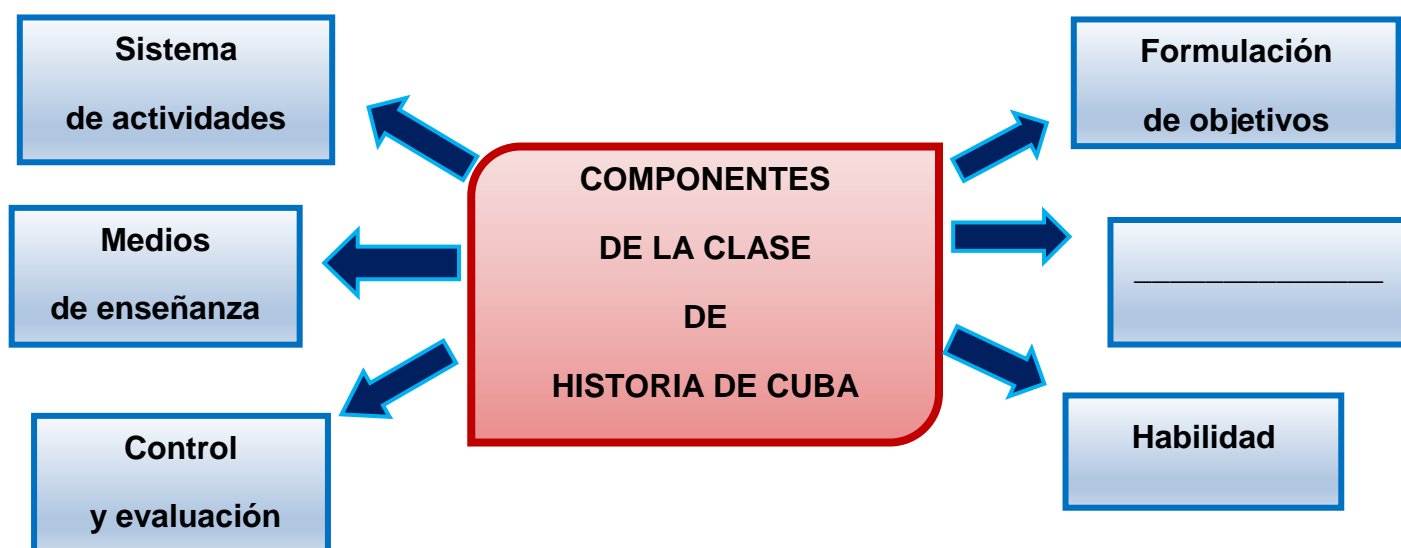 Sistema
de actividades
Medios
de enseñanza
Control
y evaluación
COMPONENTES
DE LA CLASE
DE
HISTORIA DE CUBA
Formulación
de objetivos
______________
Habilidad